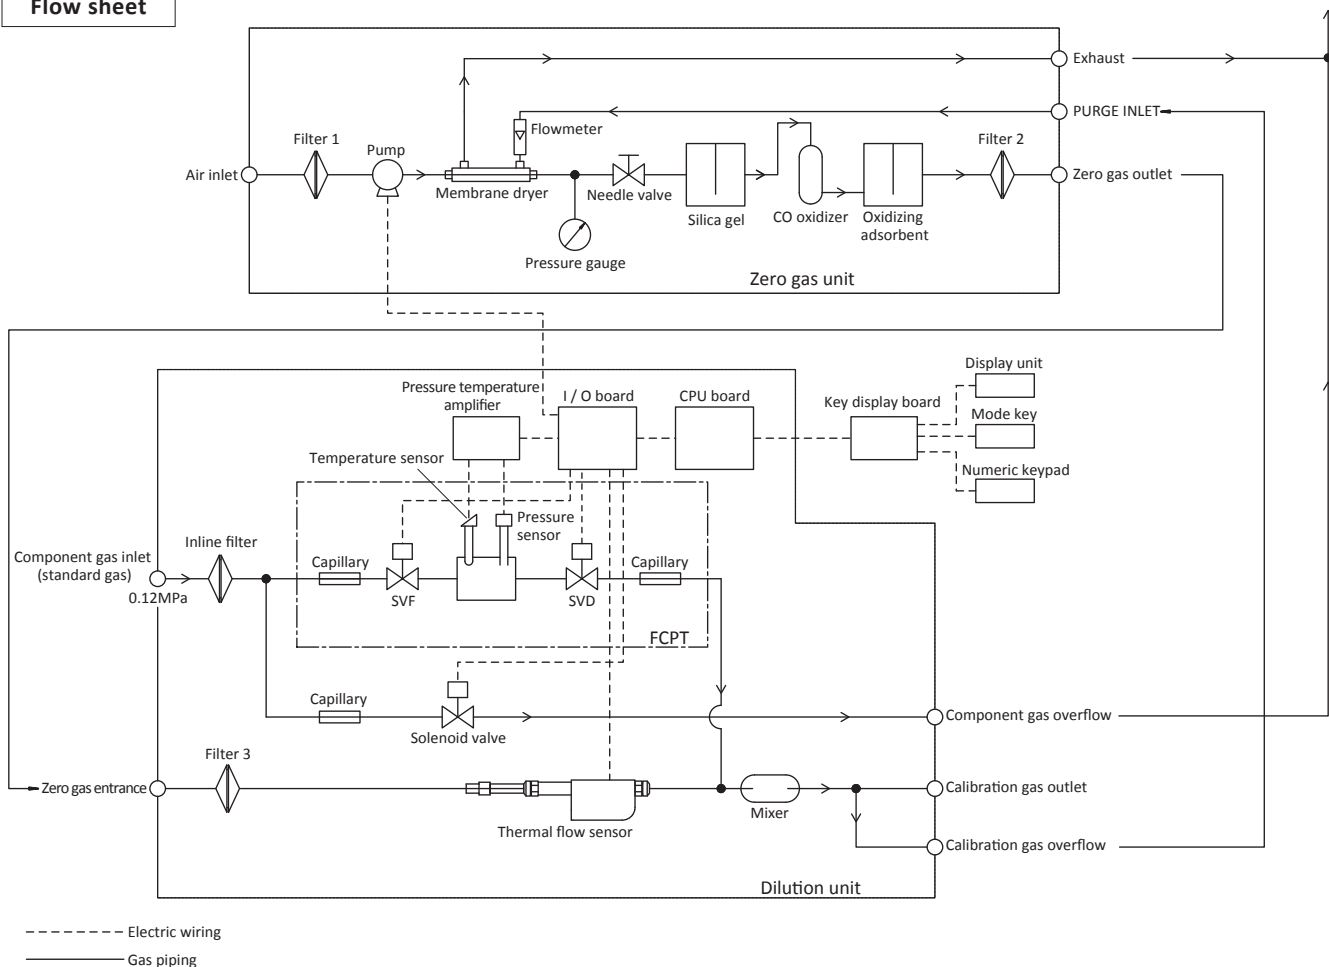 Flow sheet
Exhaust
PURGE INLET
Flowmeter
Filter 1
Pump
Filter 2
Air inlet
Zero gas outlet
Membrane dryer
Needle valve
Silica gel
CO oxidizer
Oxidizing
adsorbent
Pressure gauge
Zero gas unit
Display unit
Pressure temperature
amplifier
I / O board
CPU board
Key display board
Mode key
Temperature sensor
Numeric keypad
Pressure
sensor
Inline filter
Component gas inlet
(standard gas)
0.12MPa
Capillary
Capillary
SVF
SVD
FCPT
Capillary
Component gas overflow
Solenoid valve
Filter 3
Zero gas entrance
Calibration gas outlet
Mixer
Thermal flow sensor
Calibration gas overflow
Dilution unit
Electric wiring
Gas piping